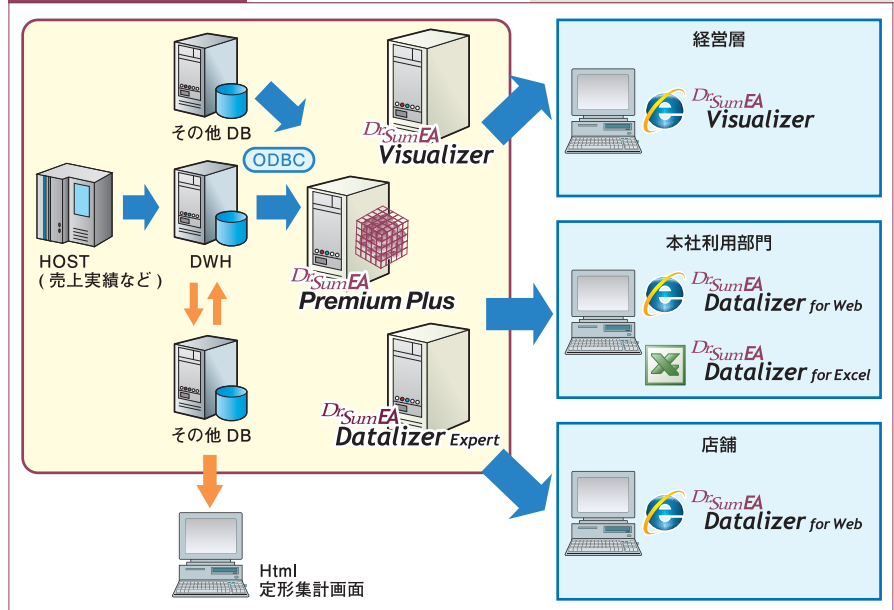 その他 DB
ODBC
HOST
( 売上実績など )
DWH
その他 DB
Html
定形集計画面
Dr.Sum EA
Visualizer
Dr.Sum EA
Premium Plus
Dr.Sum EA
Datalizer Expert
経営層
Dr.Sum EA
Visualizer
本社利用部門
Dr.Sum EA
Datalizer for Web
Dr.Sum EA
Datalizer for Excel
店舗
Dr.Sum EA
Datalizer for Web